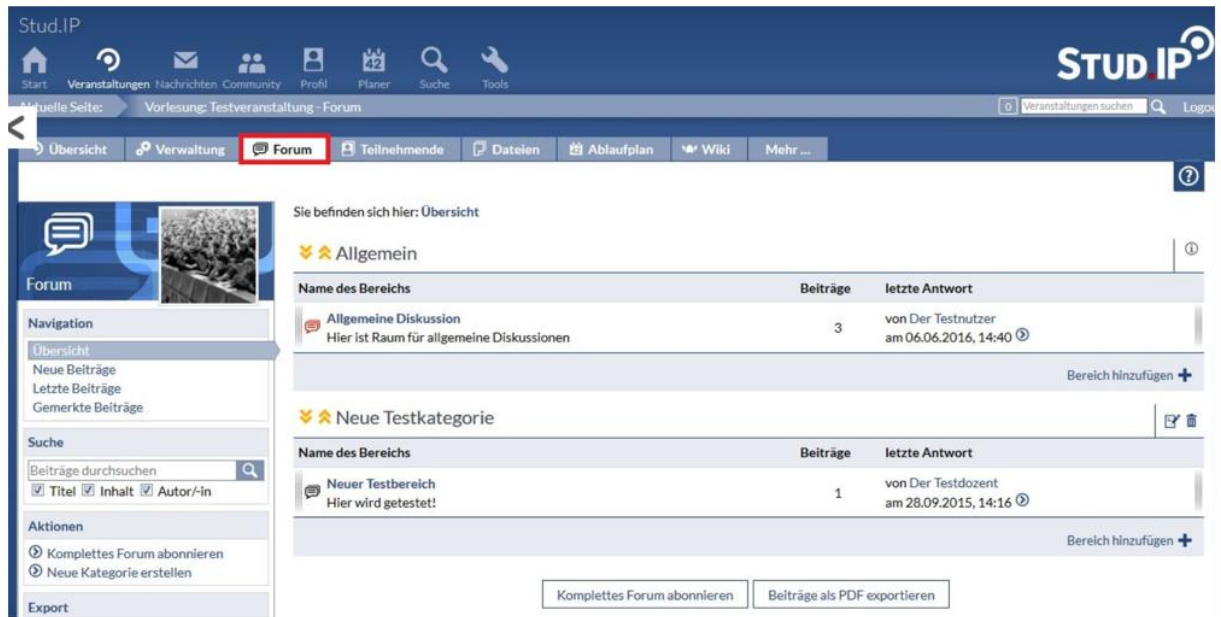 Stud.IP
Start Veranstaltungen Nachrichten Community Profil Planer Suche Tools
42
STUD.IP
Aktuelle Seite: Vorlesung: Testveranstaltung - Forum 0 Veranstaltungen suchen
Übersicht Verwaltung Forum Teilnehmende Dateien Ablaufplan Wiki Mehr ...
Forum
Navigation
Übersicht
Neue Beiträge
Letzte Beiträge
Gemerkte Beiträge
Suche
Beiträge durchsuchen
Titel Inhalt Autor/-in
Aktionen
Komplettes Forum abonnieren
Neue Kategorie erstellen
Export
Sie befinden sich hier: Übersicht
Allgemein
Name des Bereichs Beiträge letzte Antwort
Allgemeine Diskussion
Hier ist Raum für allgemeine Diskussionen
3
von Der Testnutzer
am 06.06.2016, 14:40
Bereich hinzufügen +
Neue Testkategorie
Name des Bereichs Beiträge letzte Antwort
Neuer Testbereich
Hier wird getestet!
1
von Der Testdozent
am 28.09.2015, 14:16
Bereich hinzufügen +
Komplettes Forum abonnieren Beiträge als PDF exportieren